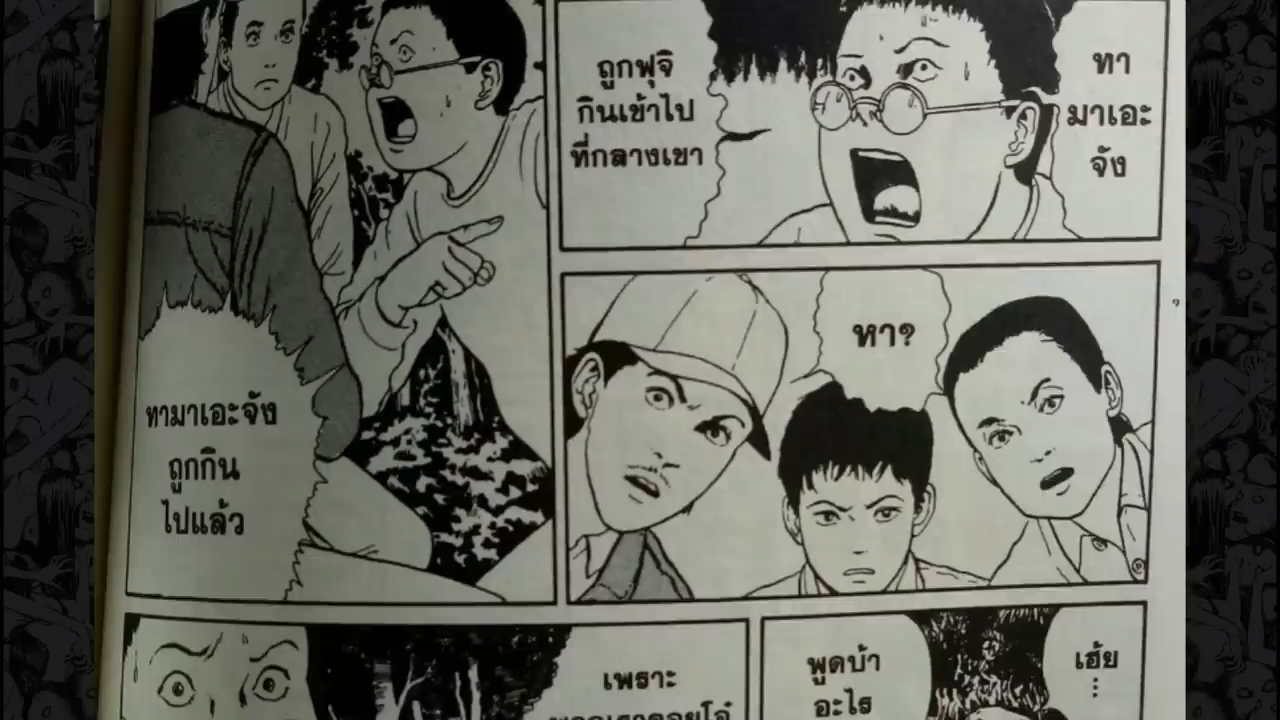 ทา
มาเอะ
จัง
ถูกฟุจิ
กินเข้าไป
ที่กลางเขา
หา?
ทามาเอะจัง
ถูกกิน
ไปแล้ว
เฮ้ย
...
พูดบ้า
อะไร
เพราะ